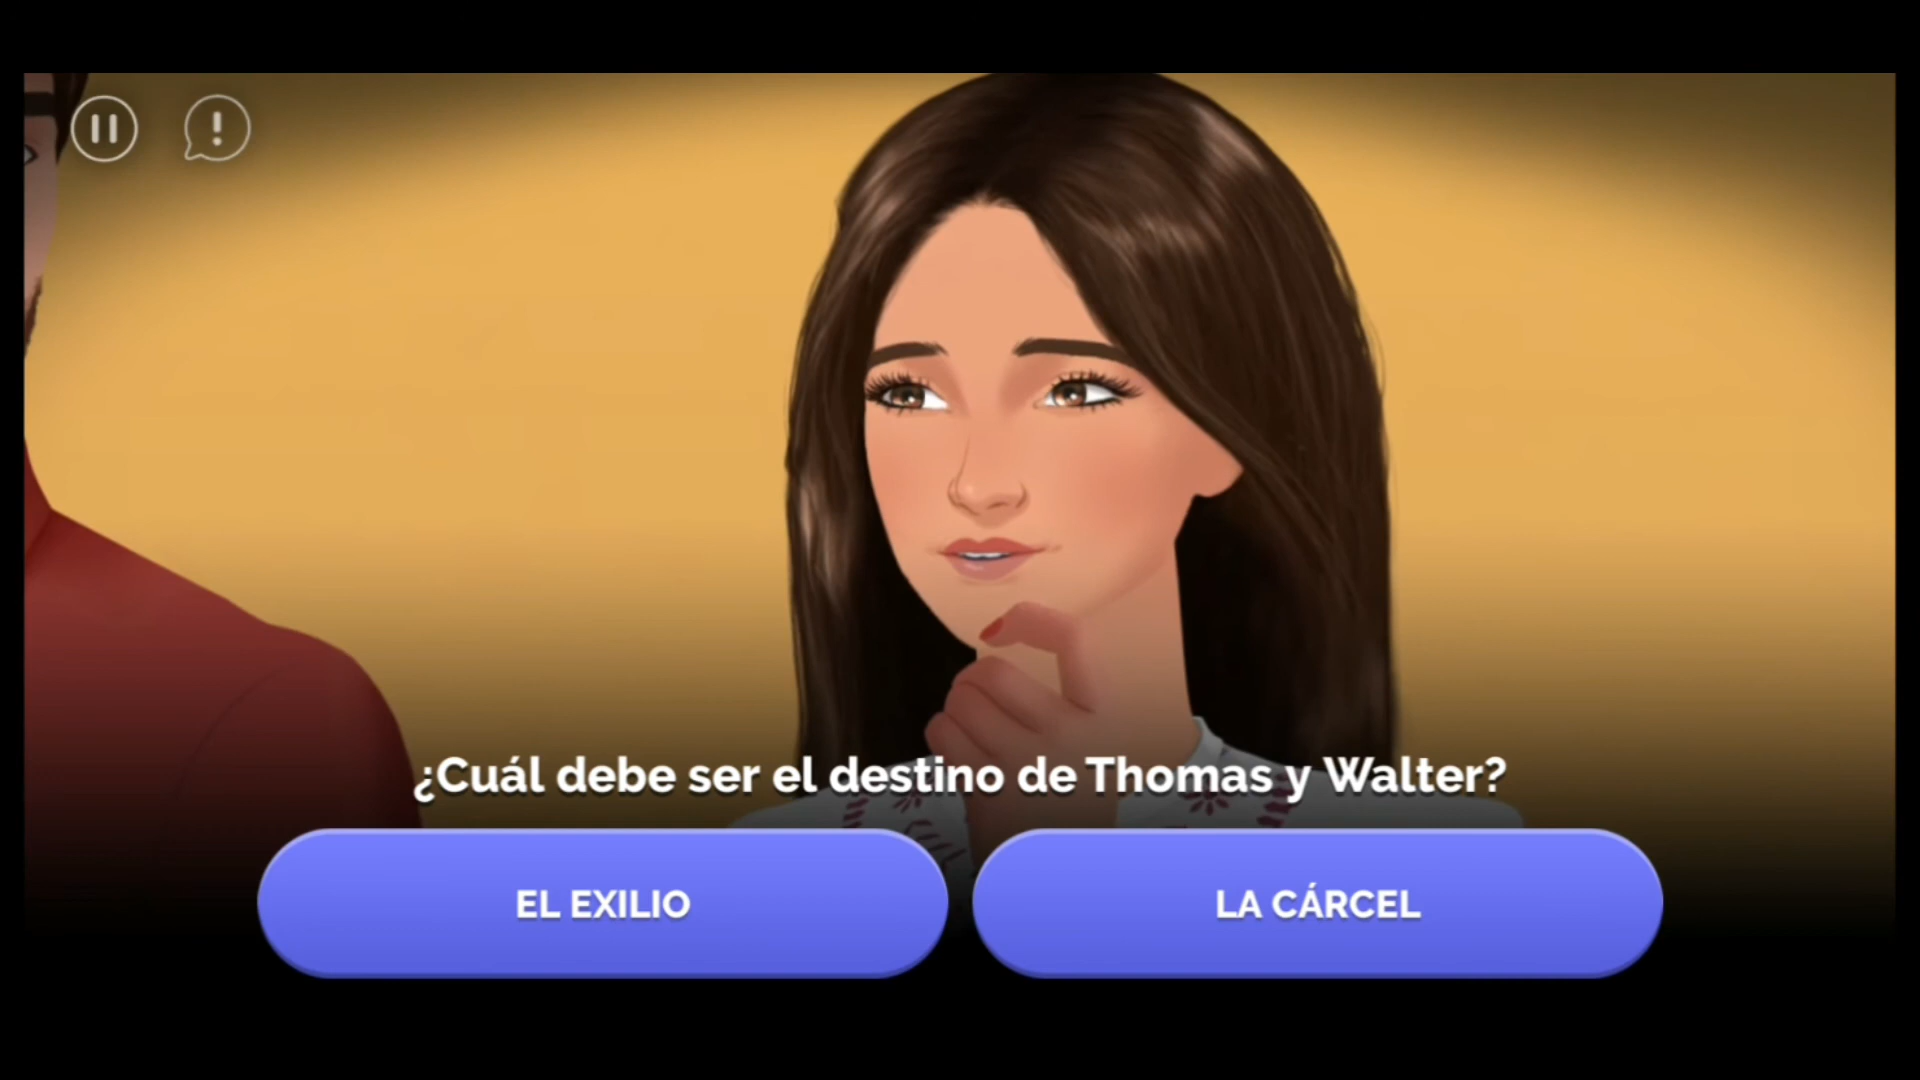 ¿Cuál debe ser el destino de Thomas y Walter?
EL EXILIO
LA CÁRCEL